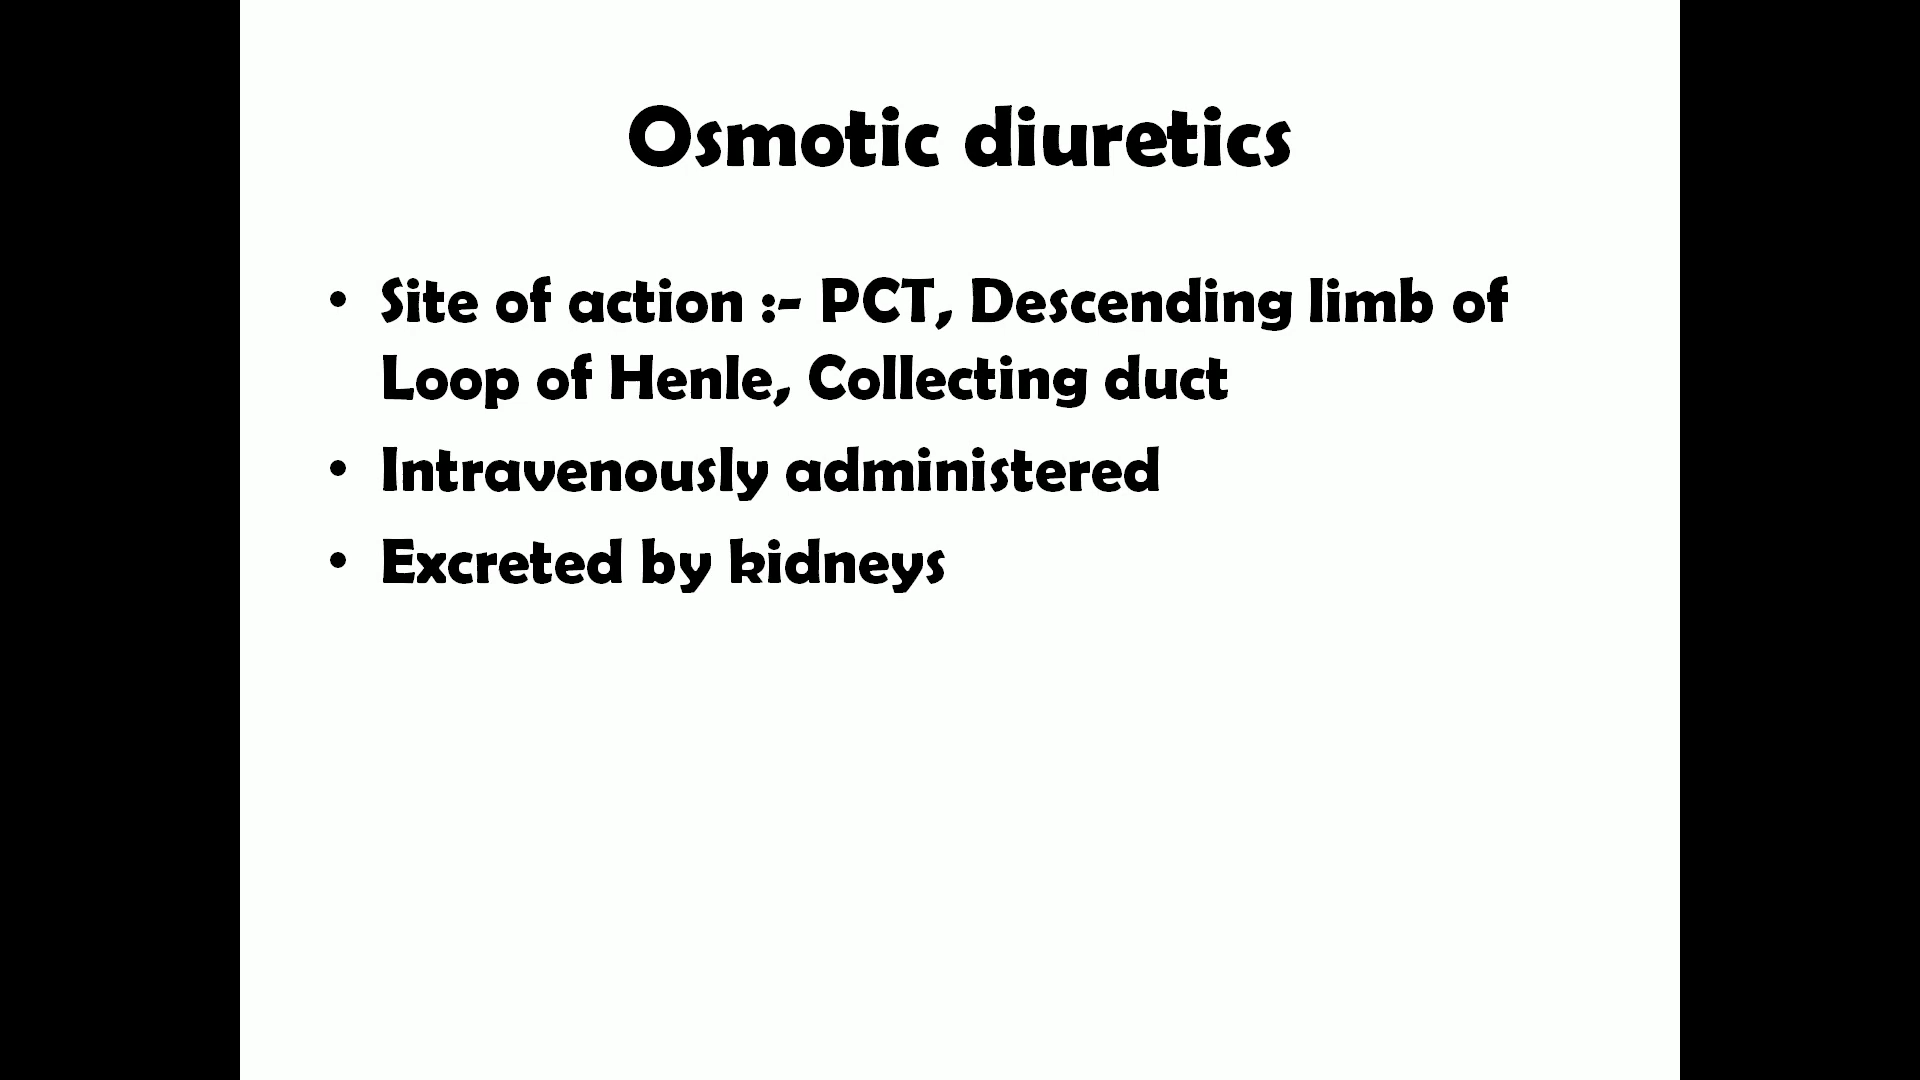 Osmotic diuretics
• Site of action :- PCT, Descending limb of
Loop of Henle, Collecting duct
• Intravenously administered
• Excreted by kidneys